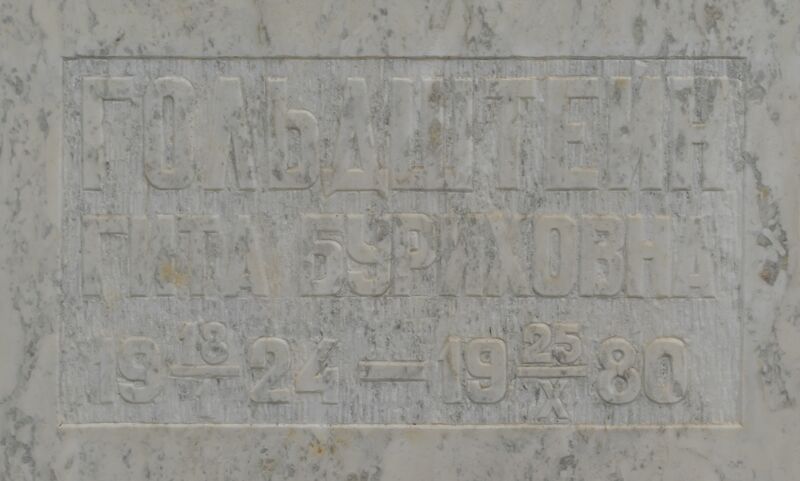 ГОЛЬДШТЕЙН
ГИТА БУРИХОВНА
19 18/— 24 — 19 25/X 80